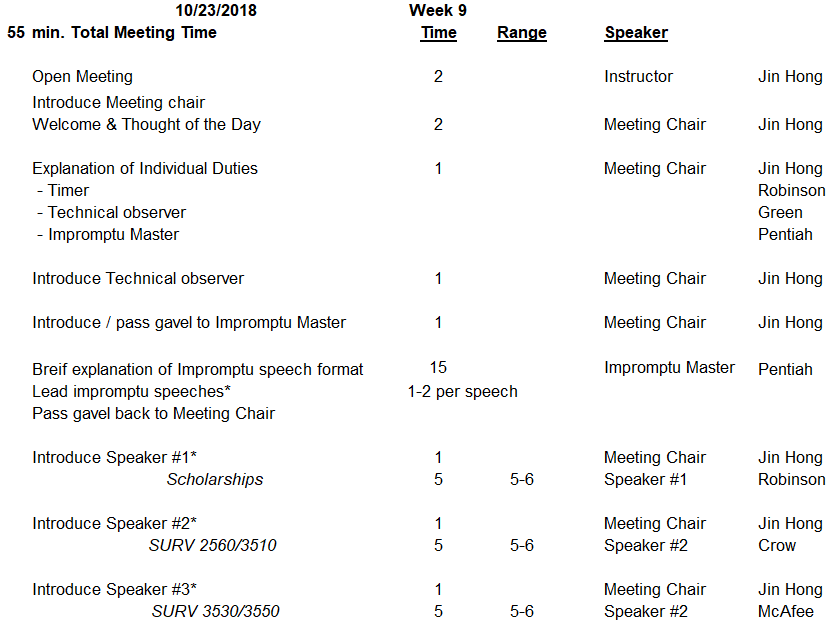 10/23/2018 Week 9
55 min. Total Meeting Time Time Range Speaker
Open Meeting 2 Instructor Jin Hong
Introduce Meeting chair
Welcome & Thought of the Day 2 Meeting Chair Jin Hong
Explanation of Individual Duties 1 Meeting Chair Jin Hong
- Timer Robinson
- Technical observer Green
- Impromptu Master Pentiah
Introduce Technical observer 1 Meeting Chair Jin Hong
Introduce / pass gavel to Impromptu Master 1 Meeting Chair Jin Hong
Breif explanation of Impromptu speech format 15 Impromptu Master Pentiah
Lead impromptu speeches* 1-2 per speech
Pass gavel back to Meeting Chair
Introduce Speaker #1* 1 Meeting Chair Jin Hong
Scholarships 5 5-6 Speaker #1 Robinson
Introduce Speaker #2* 1 Meeting Chair Jin Hong
SURV 2560/3510 5 5-6 Speaker #2 Crow
Introduce Speaker #3* 1 Meeting Chair Jin Hong
SURV 3530/3550 5 5-6 Speaker #2 McAfee